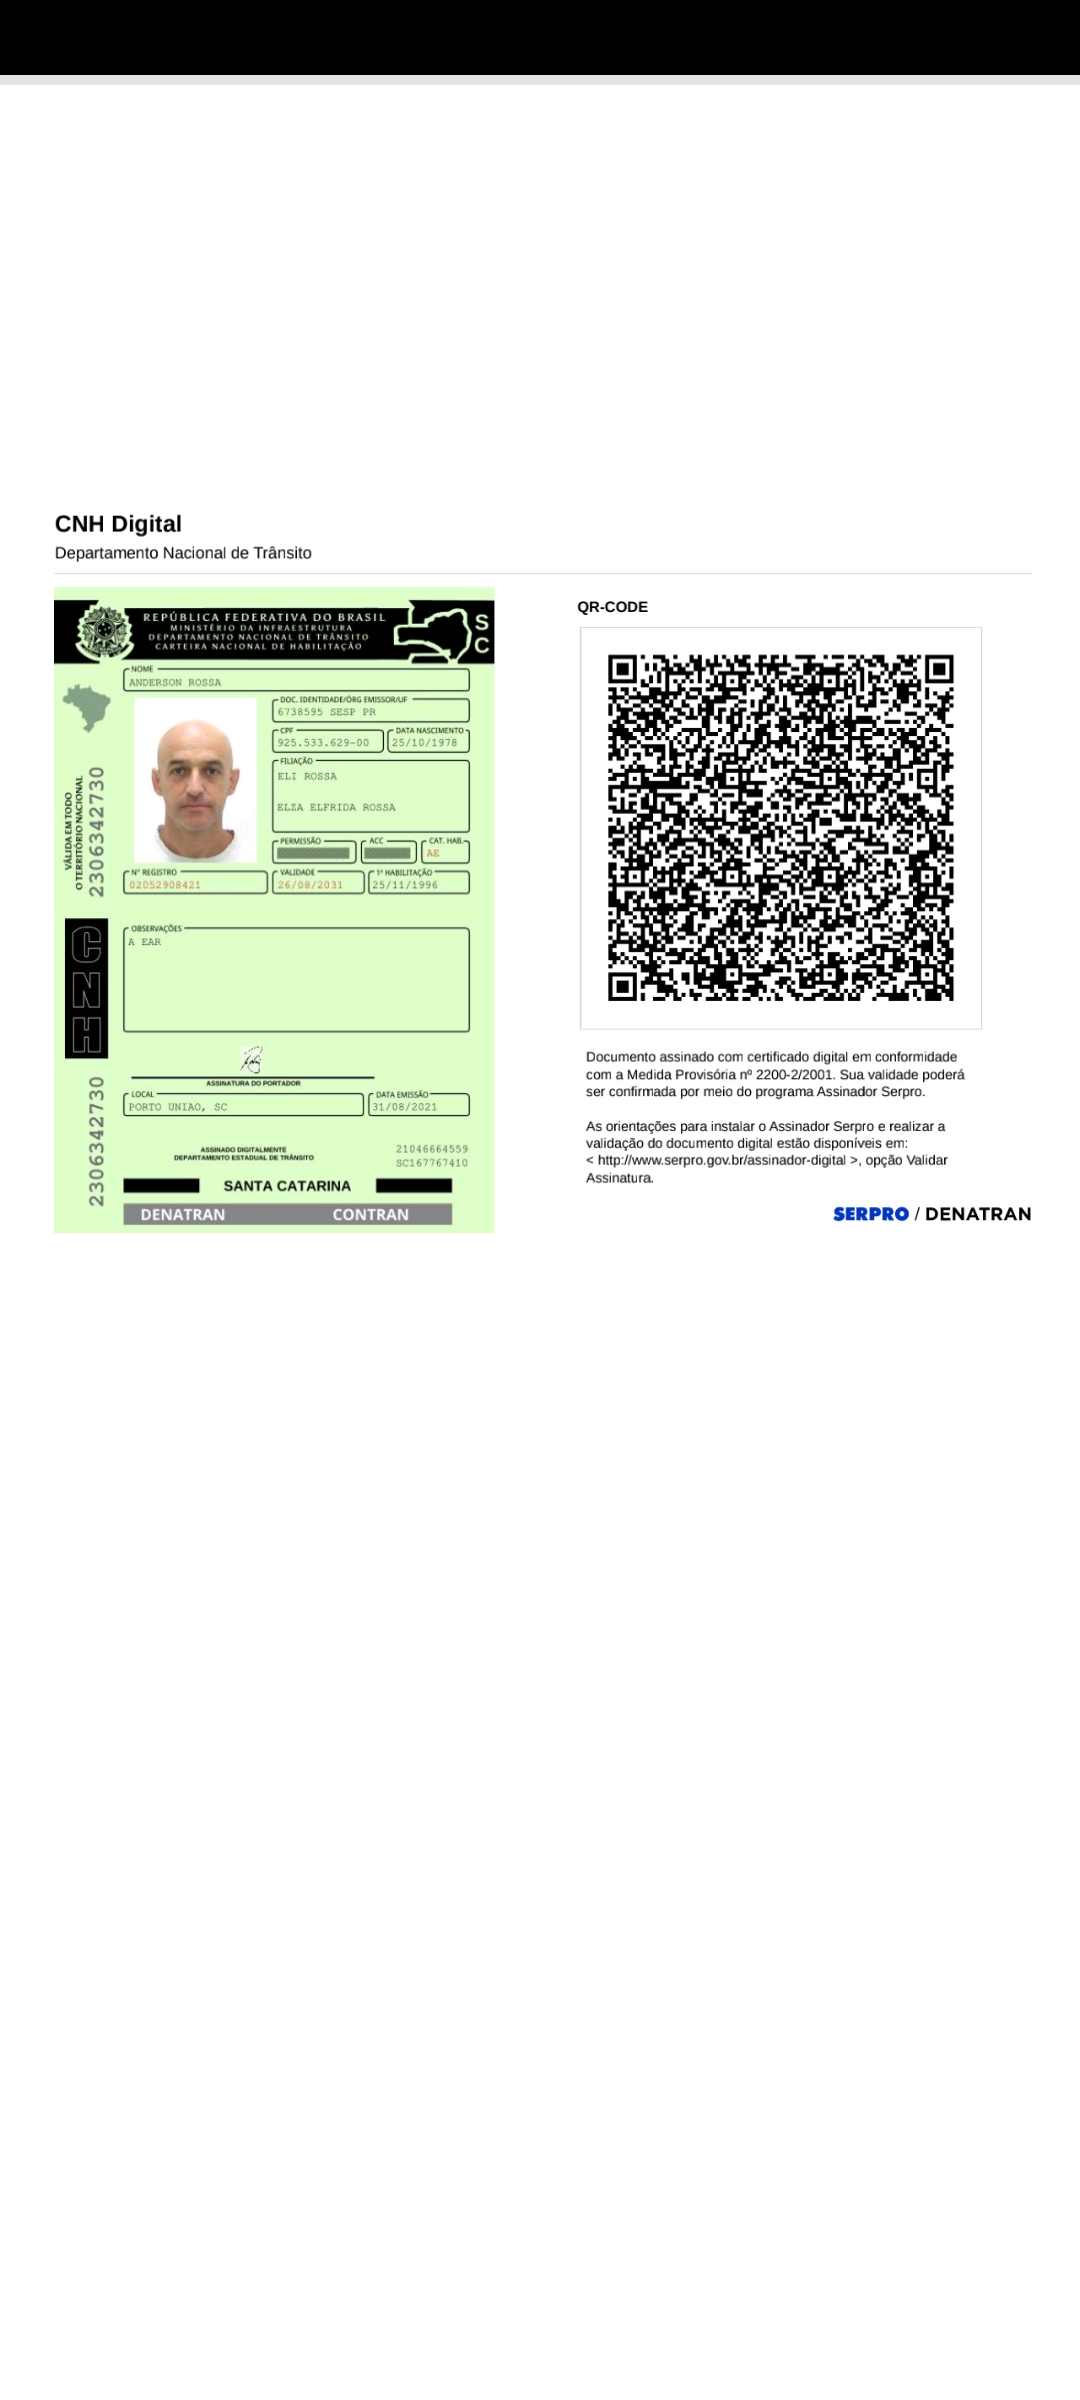 CNH Digital
Departamento Nacional de Trânsito
REPÚBLICA FEDERATIVA DO BRASIL
MINISTÉRIO DA INFRAESTRUTURA
DEPARTAMENTO NACIONAL DE TRÂNSITO
CARTEIRA NACIONAL DE HABILITAÇÃO
S
C
NOME
ANDERSON ROSSA
DOC. IDENTIDADE/ÓRG EMISSOR/UF
6738595 SESP PR
CPF
925.533.629-00
DATA NASCIMENTO
25/10/1978
FILIAÇÃO
ELI ROSSA
ELZA ELFRIDA ROSSA
PERMISSÃO
ACC
CAT. HAB.
AE
Nº REGISTRO
02052908421
VALIDADE
26/08/2031
1ª HABILITAÇÃO
25/11/1996
VÁLIDA EM TODO
O TERRITÓRIO NACIONAL
2306342730
OBSERVAÇÕES
A EAR
CNH
ASSINATURA DO PORTADOR
LOCAL
PORTO UNIAO, SC
DATA EMISSÃO
31/08/2021
2306342730
ASSINADO DIGITALMENTE
DEPARTAMENTO ESTADUAL DE TRÂNSITO
21046664559
SC167767410
SANTA CATARINA
DENATRAN CONTRAN
QR-CODE
Documento assinado com certificado digital em conformidade
com a Medida Provisória nº 2200-2/2001. Sua validade poderá
ser confirmada por meio do programa Assinador Serpro.
As orientações para instalar o Assinador Serpro e realizar a
validação do documento digital estão disponíveis em:
< http://www.serpro.gov.br/assinador-digital >, opção Validar
Assinatura.
SERPRO / DENATRAN